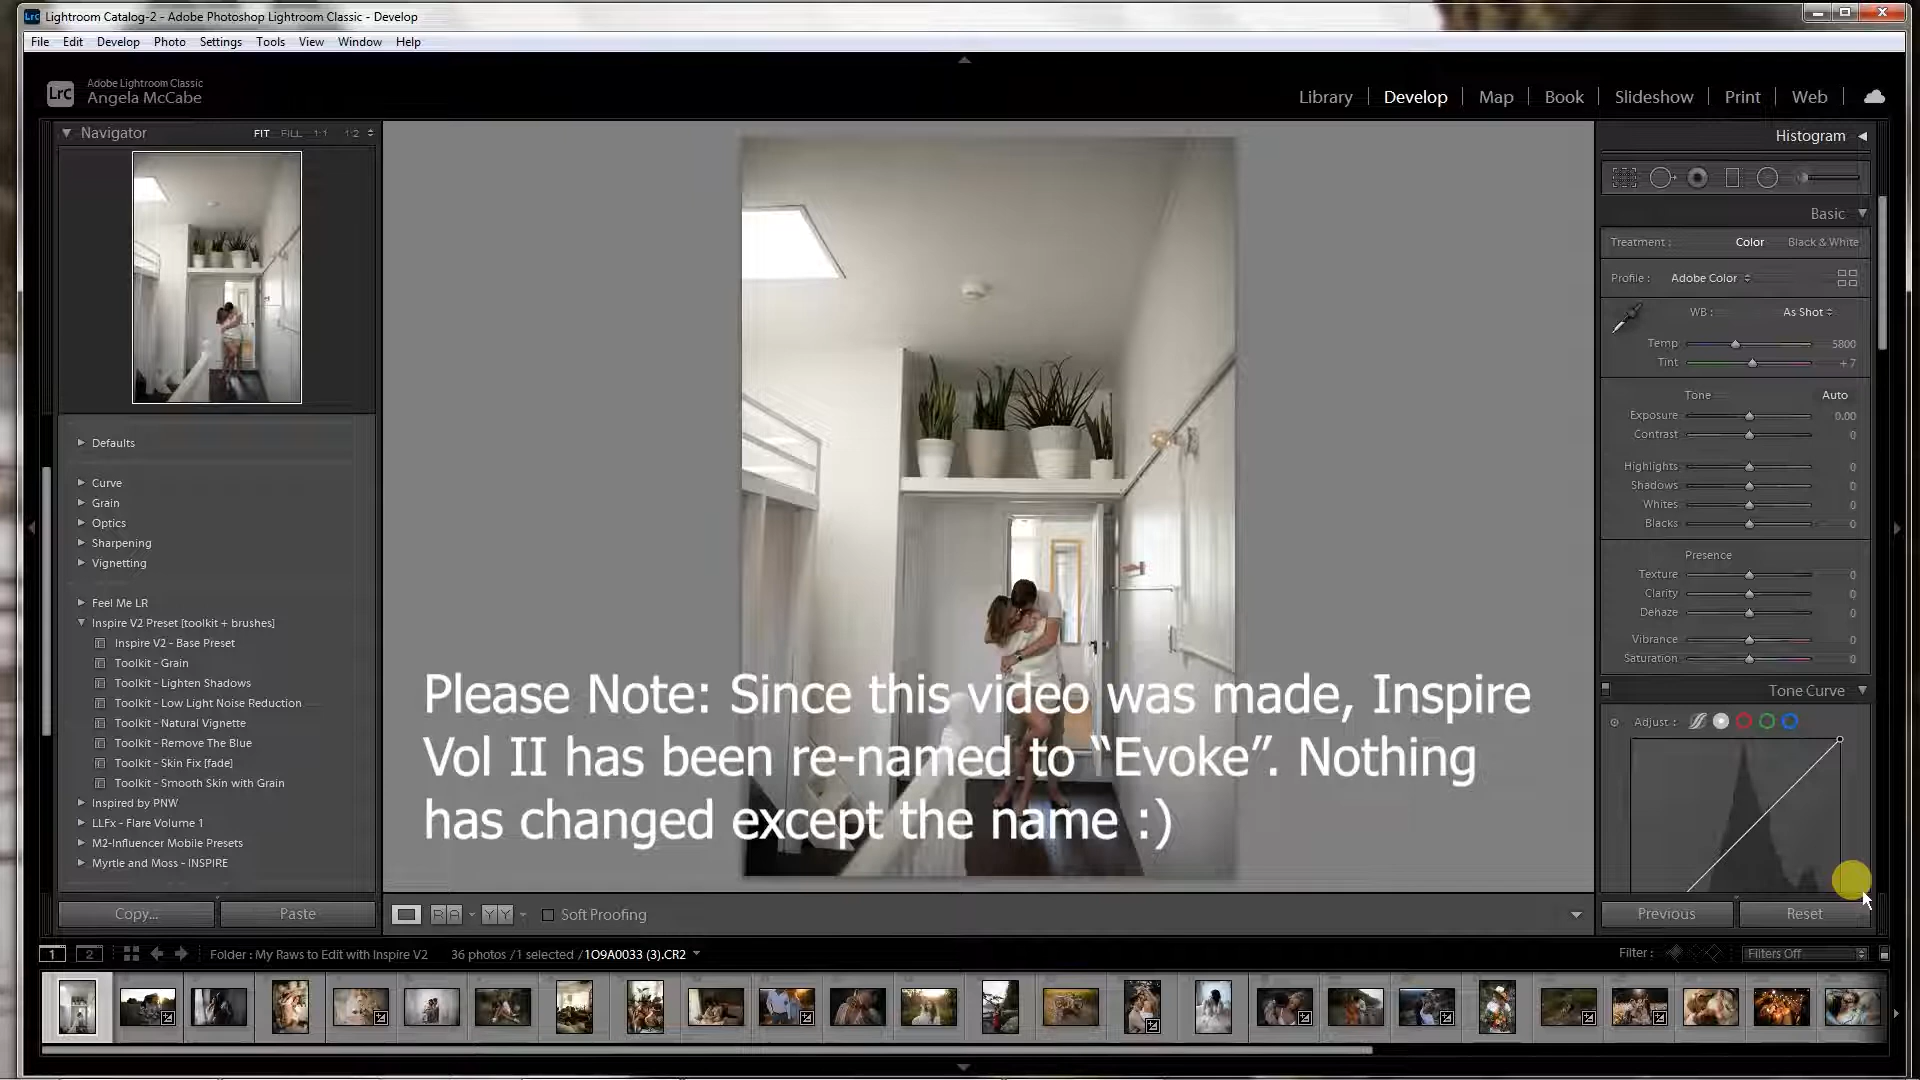 Lightroom Catalog-2 - Adobe Photoshop Lightroom Classic - Develop
File Edit Develop Photo Settings Tools View Window Help
Lrc
Adobe Lightroom Classic
Angela McCabe
Library Develop Map Book Slideshow Print Web
Navigator FIT FILL 1:1 1:2
Defaults
Curve
Grain
Optics
Sharpening
Vignetting
Feel Me LR
Inspire V2 Preset [toolkit + brushes]
Inspire V2 - Base Preset
Toolkit - Grain
Toolkit - Lighten Shadows
Toolkit - Low Light Noise Reduction
Toolkit - Natural Vignette
Toolkit - Remove The Blue
Toolkit - Skin Fix [fade]
Toolkit - Smooth Skin with Grain
Inspired by PNW
LLFx - Flare Volume 1
M2-Influencer Mobile Presets
Myrtle and Moss - INSPIRE
Copy... Paste
Please Note: Since this video was made, Inspire
Vol II has been re-named to “Evoke”. Nothing
has changed except the name :)
Histogram
Basic
Treatment : Color Black & White
Profile : Adobe Color
WB : As Shot
Temp 5800
Tint + 7
Tone Auto
Exposure 0.00
Contrast 0
Highlights 0
Shadows 0
Whites 0
Blacks 0
Presence
Texture 0
Clarity 0
Dehaze 0
Vibrance 0
Saturation 0
Tone Curve
Adjust :
Previous Reset
R A Y Y Soft Proofing
1 2 Folder : My Raws to Edit with Inspire V2 36 photos / 1 selected / 1O9A0033 (3).CR2 Filter : Filters Off